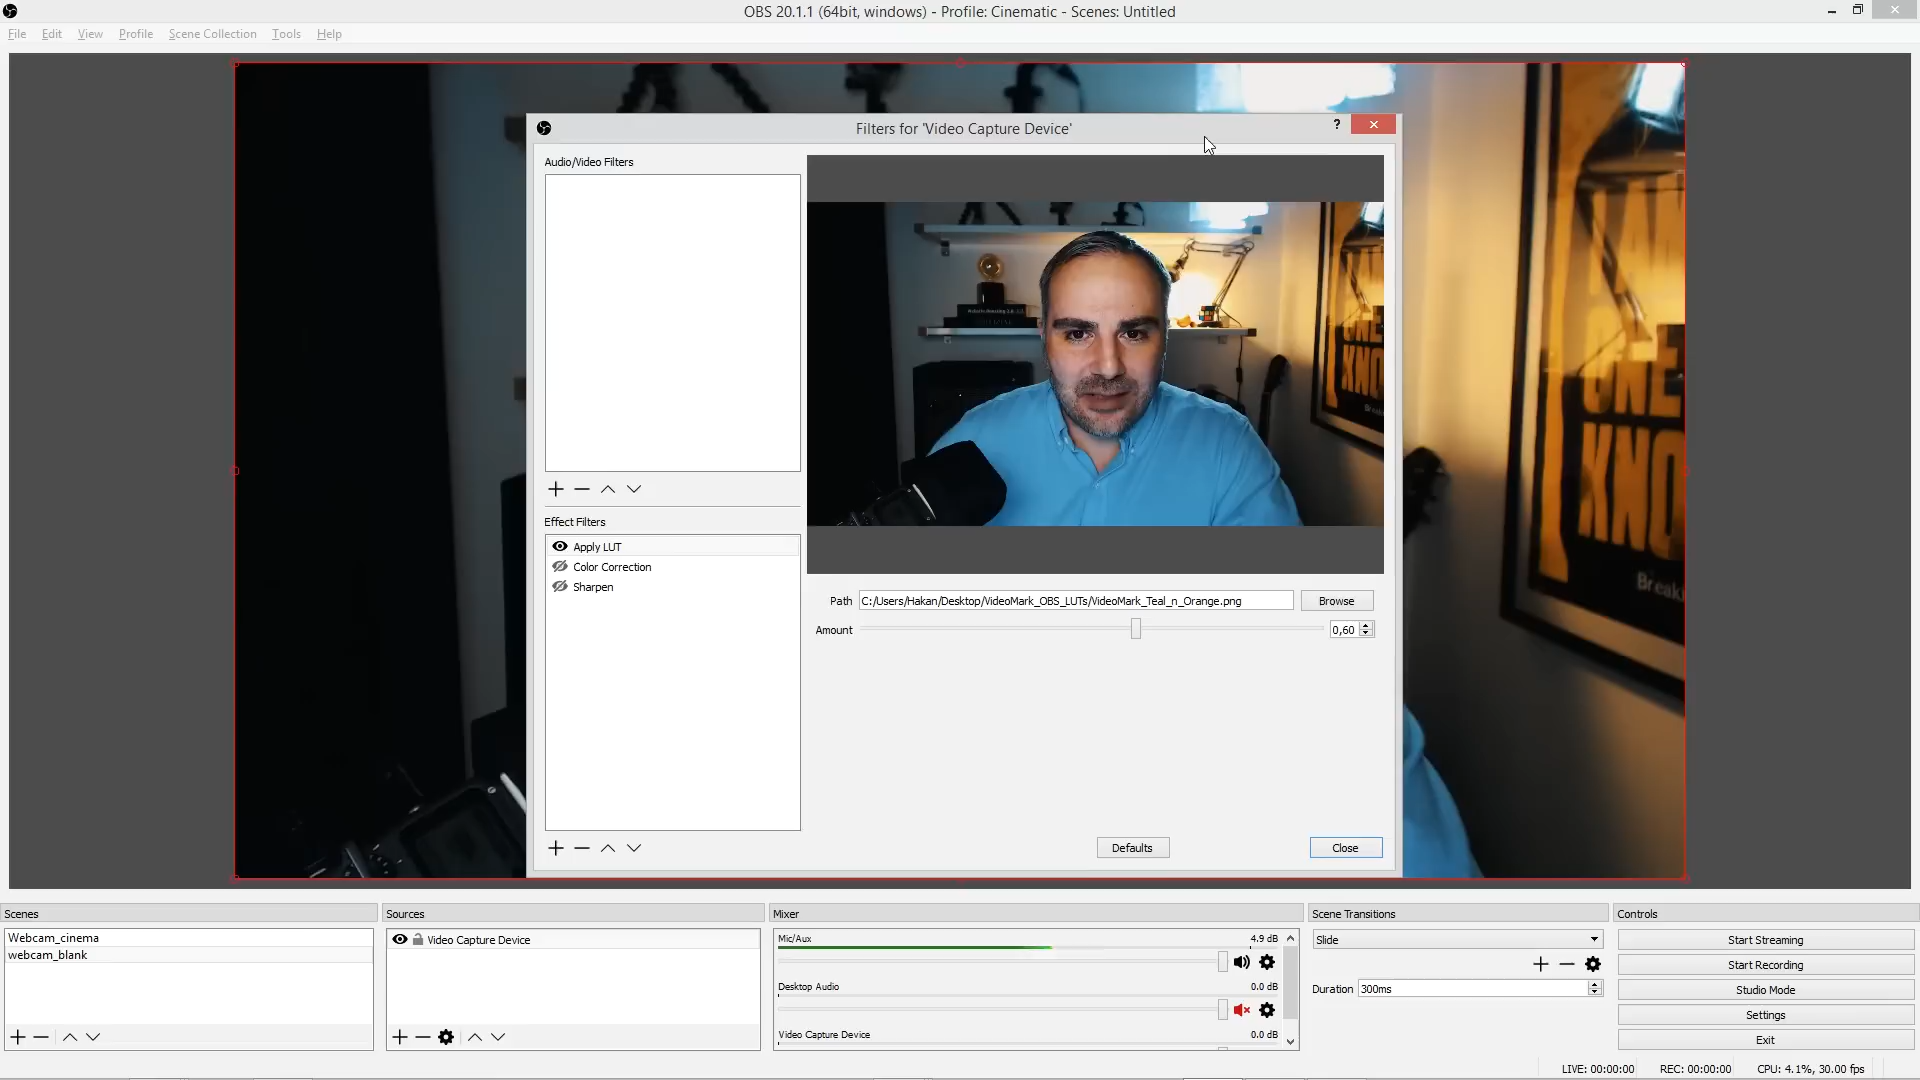 OBS 20.1.1 (64bit, windows) - Profile: Cinematic - Scenes: Untitled
File Edit View Profile Scene Collection Tools Help
Filters for 'Video Capture Device'
?
Audio/Video Filters
Effect Filters
Apply LUT
Color Correction
Sharpen
Path C:/Users/Hakan/Desktop/VideoMark_OBS_LUTs/VideoMark_Teal_n_Orange.png Browse
Amount 0,60
Defaults Close
ONE
KNO
Breaki
Scenes
Webcam_cinema
webcam_blank
Sources
Video Capture Device
Mixer
Mic/Aux 4.9 dB
Desktop Audio 0.0 dB
Video Capture Device 0.0 dB
Scene Transitions
Slide
Duration 300ms
Controls
Start Streaming
Start Recording
Studio Mode
Settings
Exit
LIVE: 00:00:00 REC: 00:00:00 CPU: 4.1%, 30.00 fps